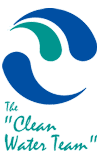 The
"Clean
Water Team"